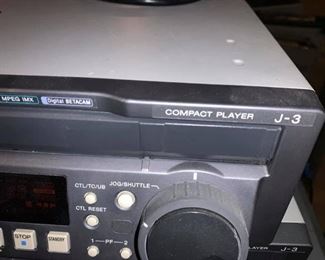 MPEG IMX Digital BETACAM
COMPACT PLAYER J-3
CTL/TC/UB JOG/SHUTTLE
CTL RESET
STOP STANDBY
1 PF 2
PLAYER J-3